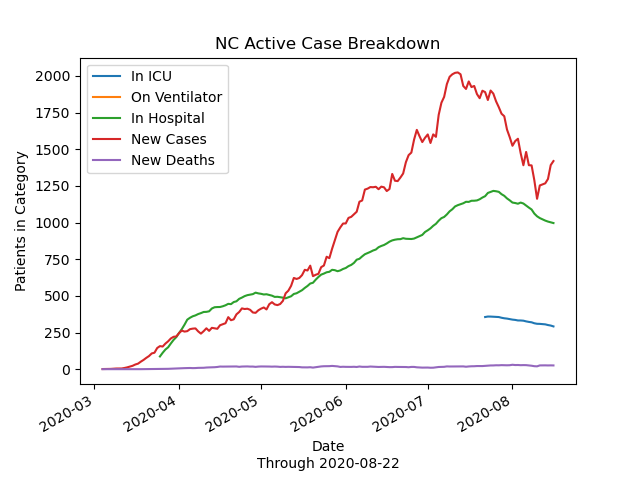 NC Active Case Breakdown
In ICU
On Ventilator
In Hospital
New Cases
New Deaths
Patients in Category
2000
1750
1500
1250
1000
750
500
250
0
2020-03
2020-04
2020-05
2020-06
2020-07
2020-08
Date
Through 2020-08-22